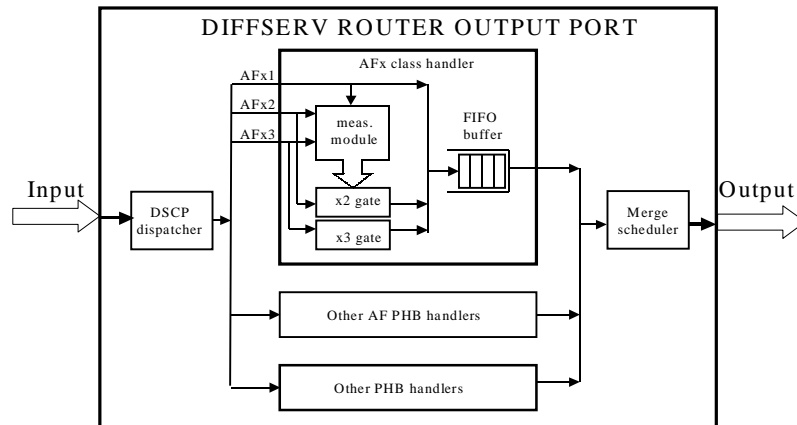 DIFFSERV ROUTER OUTPUT PORT
AFx class handler
AFx1
AFx2
AFx3
meas.
module
FIFO
buffer
Input
Output
DSCP
dispatcher
x2 gate
x3 gate
Merge
scheduler
Other AF PHB handlers
Other PHB handlers